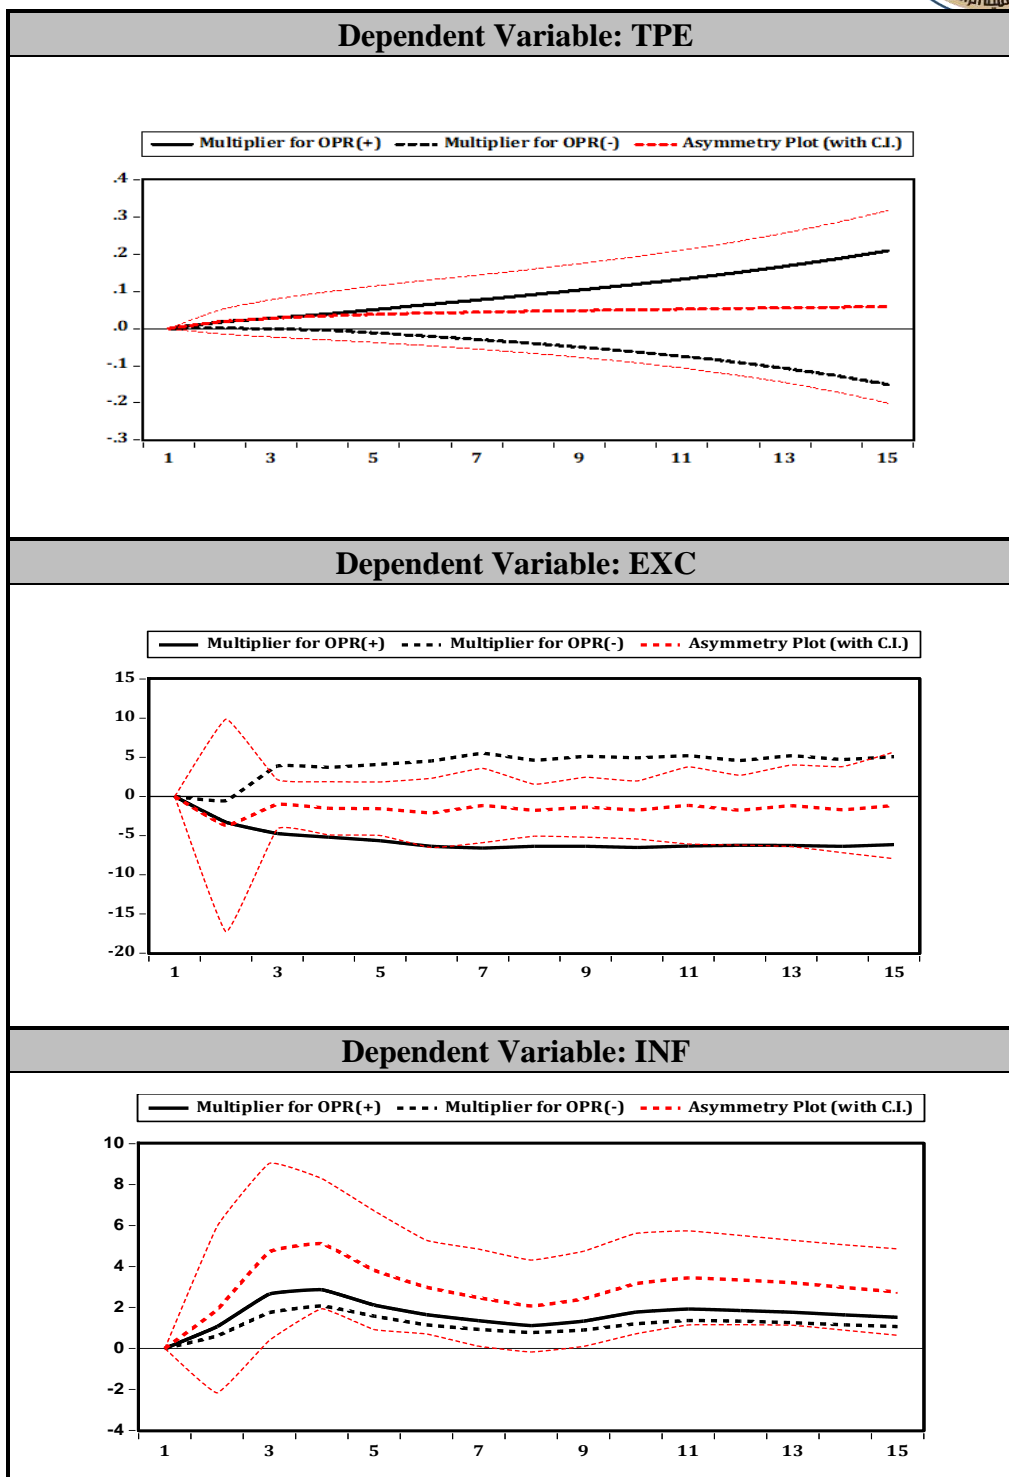 Dependent Variable: TPE
Multiplier for OPR(+) Multiplier for OPR(-) Asymmetry Plot (with C.I.)
.4
.3
.2
.1
.0
-.1
-.2
-.3
1 3 5 7 9 11 13 15
Dependent Variable: EXC
Multiplier for OPR(+) Multiplier for OPR(-) Asymmetry Plot (with C.I.)
15
10
5
0
-5
-10
-15
-20
1 3 5 7 9 11 13 15
Dependent Variable: INF
Multiplier for OPR(+) Multiplier for OPR(-) Asymmetry Plot (with C.I.)
10
8
6
4
2
0
-2
-4
1 3 5 7 9 11 13 15